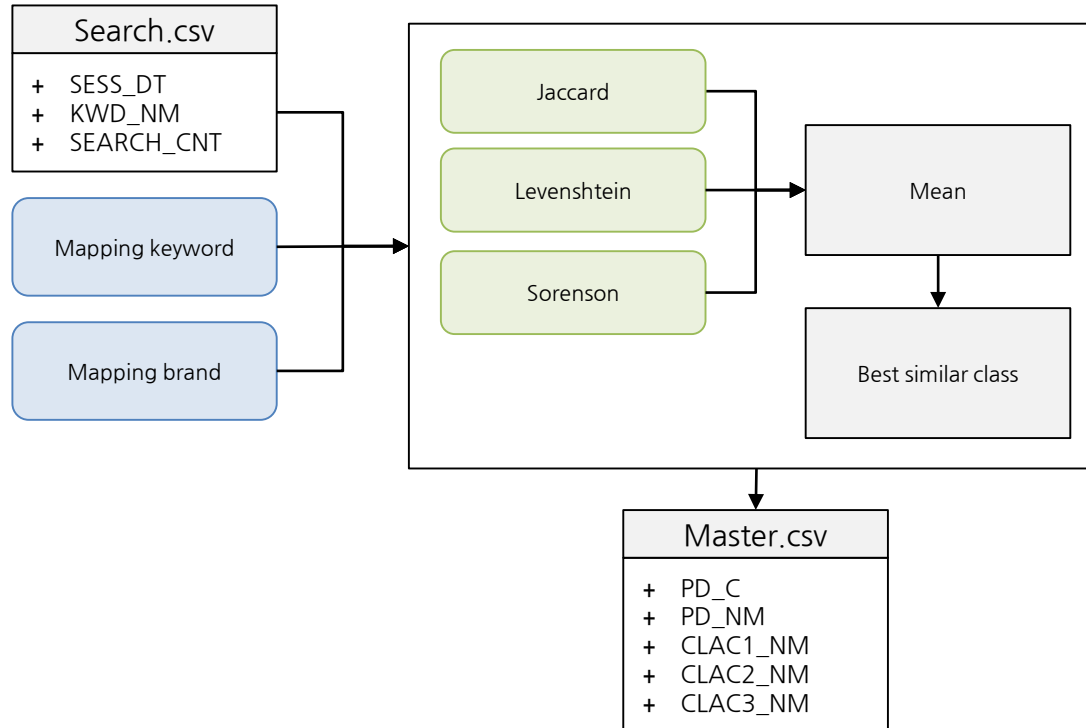 Search.csv
+ SESS_DT
+ KWD_NM
+ SEARCH_CNT
Mapping keyword
Mapping brand
Jaccard
Levenshtein
Sorenson
Mean
Best similar class
Master.csv
+ PD_C
+ PD_NM
+ CLAC1_NM
+ CLAC2_NM
+ CLAC3_NM